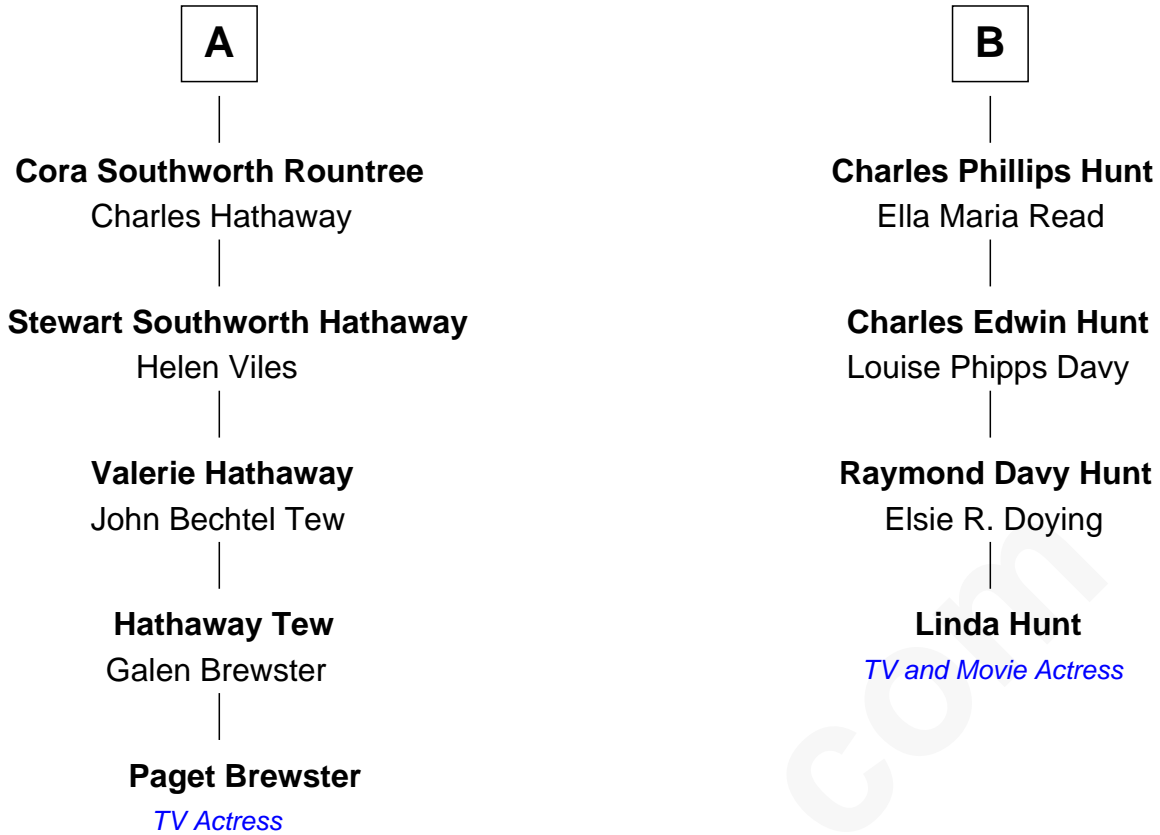 A
Cora Southworth Rountree
Charles Hathaway
Stewart Southworth Hathaway
Helen Viles
Valerie Hathaway
John Bechtel Tew
Hathaway Tew
Galen Brewster
Paget Brewster
TV Actress
B
Charles Phillips Hunt
Ella Maria Read
Charles Edwin Hunt
Louise Phipps Davy
Raymond Davy Hunt
Elsie R. Doying
Linda Hunt
TV and Movie Actress
com